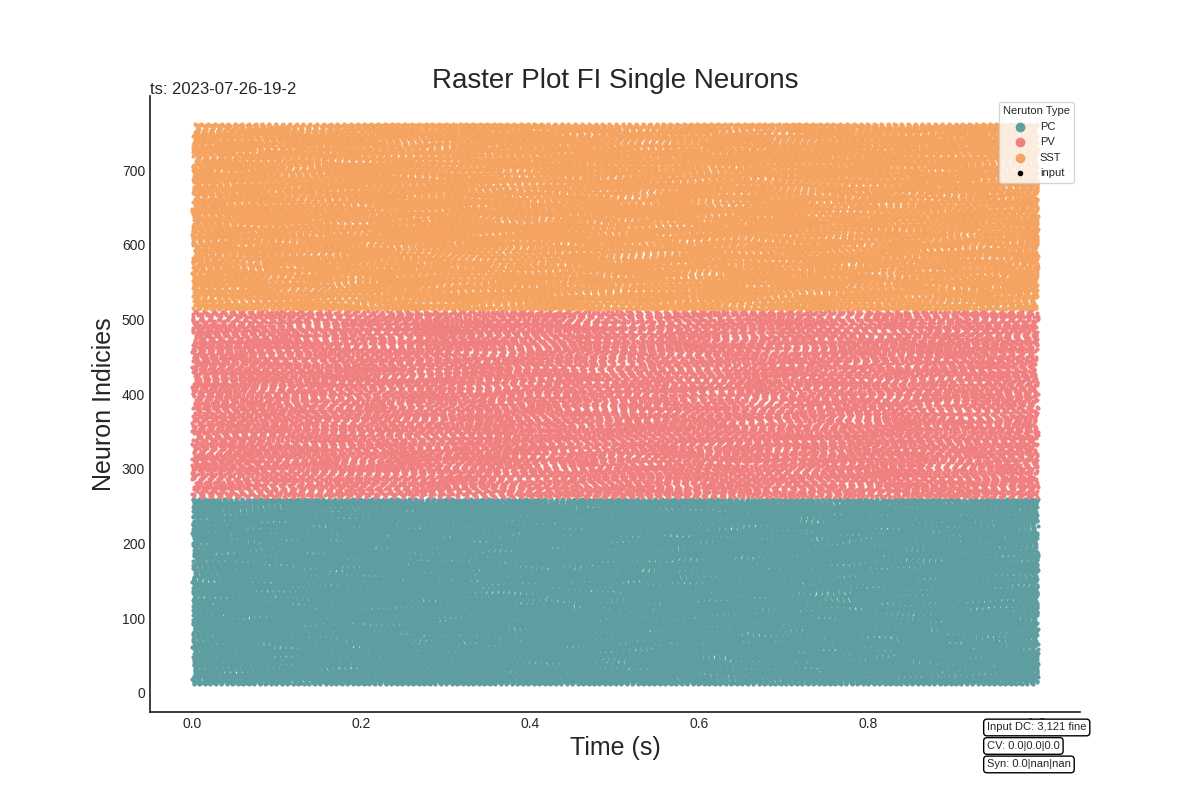 Raster Plot FI Single Neurons
ts: 2023-07-26-19-2
Neruton Type
PC
PV
SST
input
700
600
500
400
300
200
100
0
Neuron Indicies
0.0 0.2 0.4 0.6 0.8
Time (s)
Input DC: 3,121 fine
CV: 0.0|0.0|0.0
Syn: 0.0|nan|nan